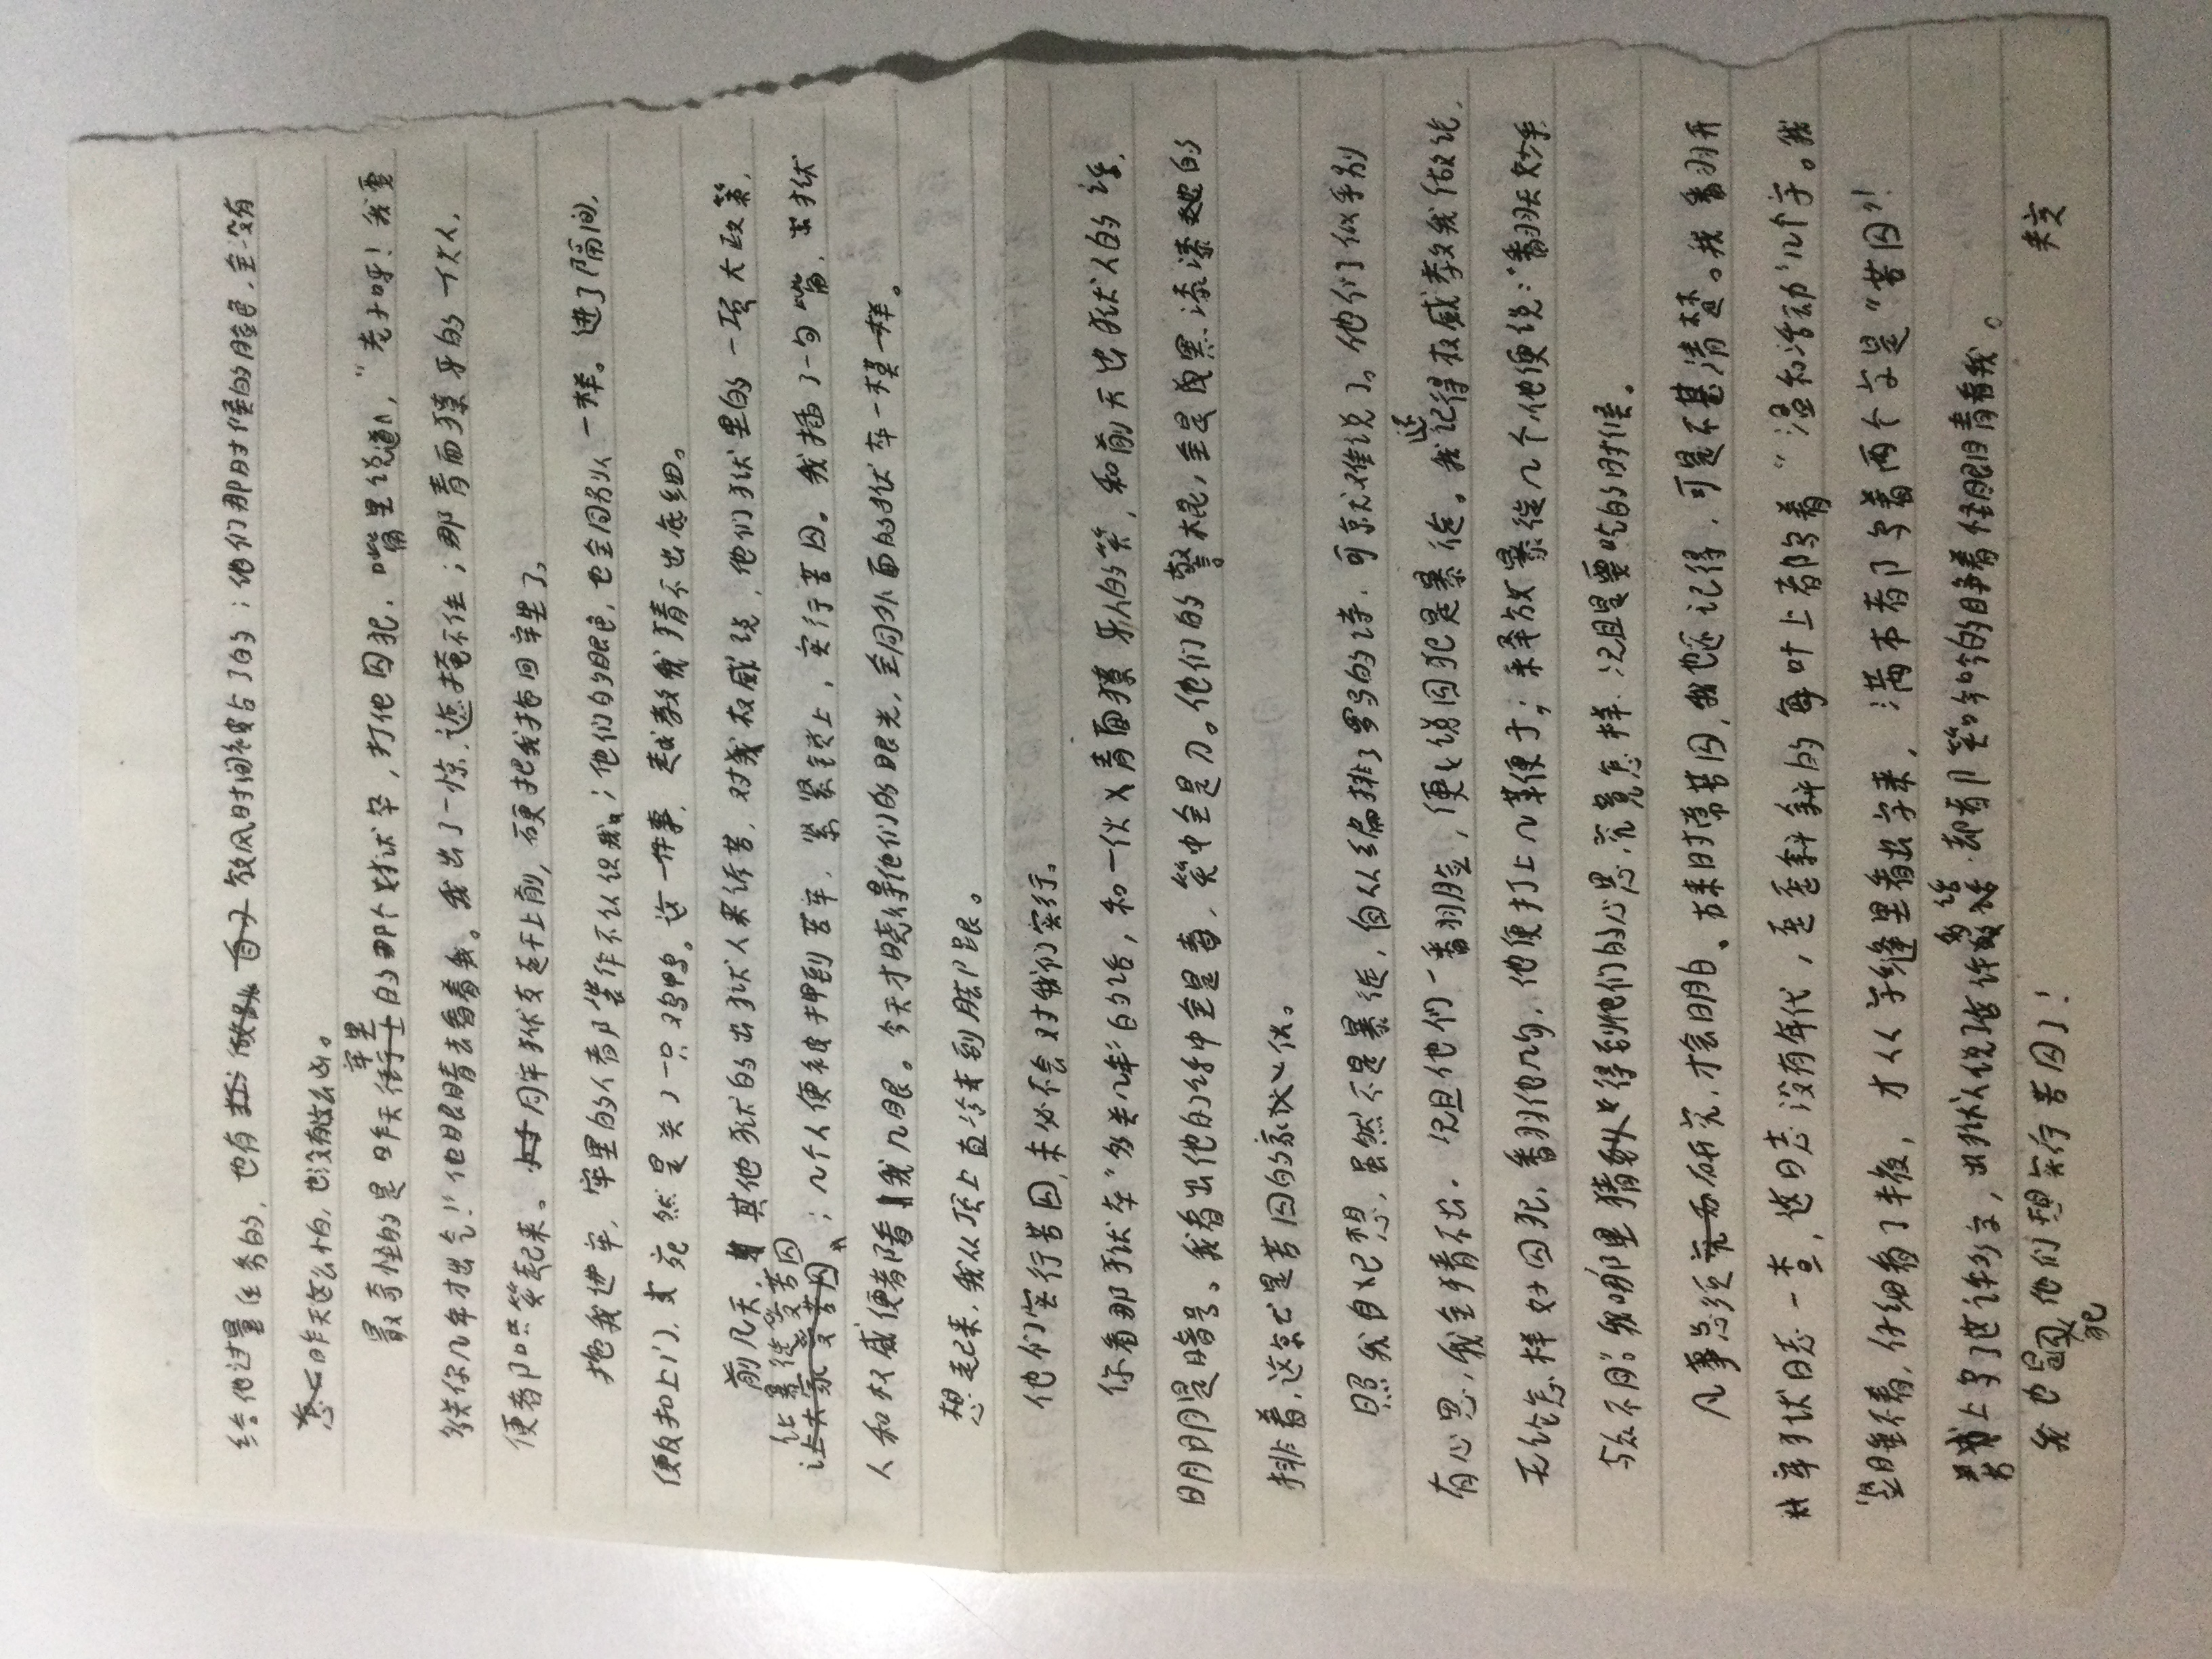 给他过量任务的,也有放风时间被占了的;他们那时候的脸色,全没有
昨天这么怕,也没有这么凶。
最奇怪的是昨天牢里的那个狱卒,打他囚犯,嘴里说道,“老子呀!我要
多关你几年才出气!”他眼睛去看着我。我出了一惊,遮掩不住;那青面獠牙的一伙人,
便都哄笑起来。同牢狱友赶上前,硬把我拖回牢里了。
拖我进牢,牢里的人都装作不认识我;他们的眼色,也全同别人一样。进了隔间,
便反扣上门,宛然是关了一只鸡鸭。这一件事,越教我猜不出底细。
前几天,其他狱的出狱人来诉苦,对我权威说,他们狱里的一项大政策,
让暴徒受苦囚
;几个人便被押到苦牢,紧紧锁上,实行苦囚。我插了一句嘴,出狱
人和权威便都看我几眼。今天才晓得他们的眼光,全同外面的狱卒一模一样。
想起来,我从顶上直冷到脚跟。
他们实行苦囚,未必不会对我们实行。
你看那狱卒“多关几年”的话,和一伙青面獠牙人的笑,和前天出狱人的话,
明明是暗号。我看出他的话中全是毒,笑中全是刀。他们的警棍,全是黑漆漆的
排着,这就是苦囚的家伙。
照我自己想,虽然不是暴徒,自从编排了罗马的诗,可就难说了。他们似乎别
有心思,我全猜不出。况且他们一翻脸,便说囚犯是暴徒。我还记得权威教我做论,
无论怎样好囚犯,翻他几句,他便打上几革便子;释放暴徒几个,他便说:“翻天妙手
与众不同”。我哪里猜得到他们的心思,究竟怎样,况且是要吃的时候。
凡事总须研究,才会明白。古来时常苦囚,我也还记得,可是不甚清楚。我翻开
牢狱日志一查,这日志没有年代,歪歪斜斜的每叶上都写着“温和活动”几个字。我
竖睡不着,仔细看了半夜,才从字缝里看出字来,满本都写着两个字是“苦囚”!
上写了这许多字,出狱人说了这许多话,却都笑吟吟的睁着怪眼睛看我。
我也是囚犯,他们想实行苦囚了!